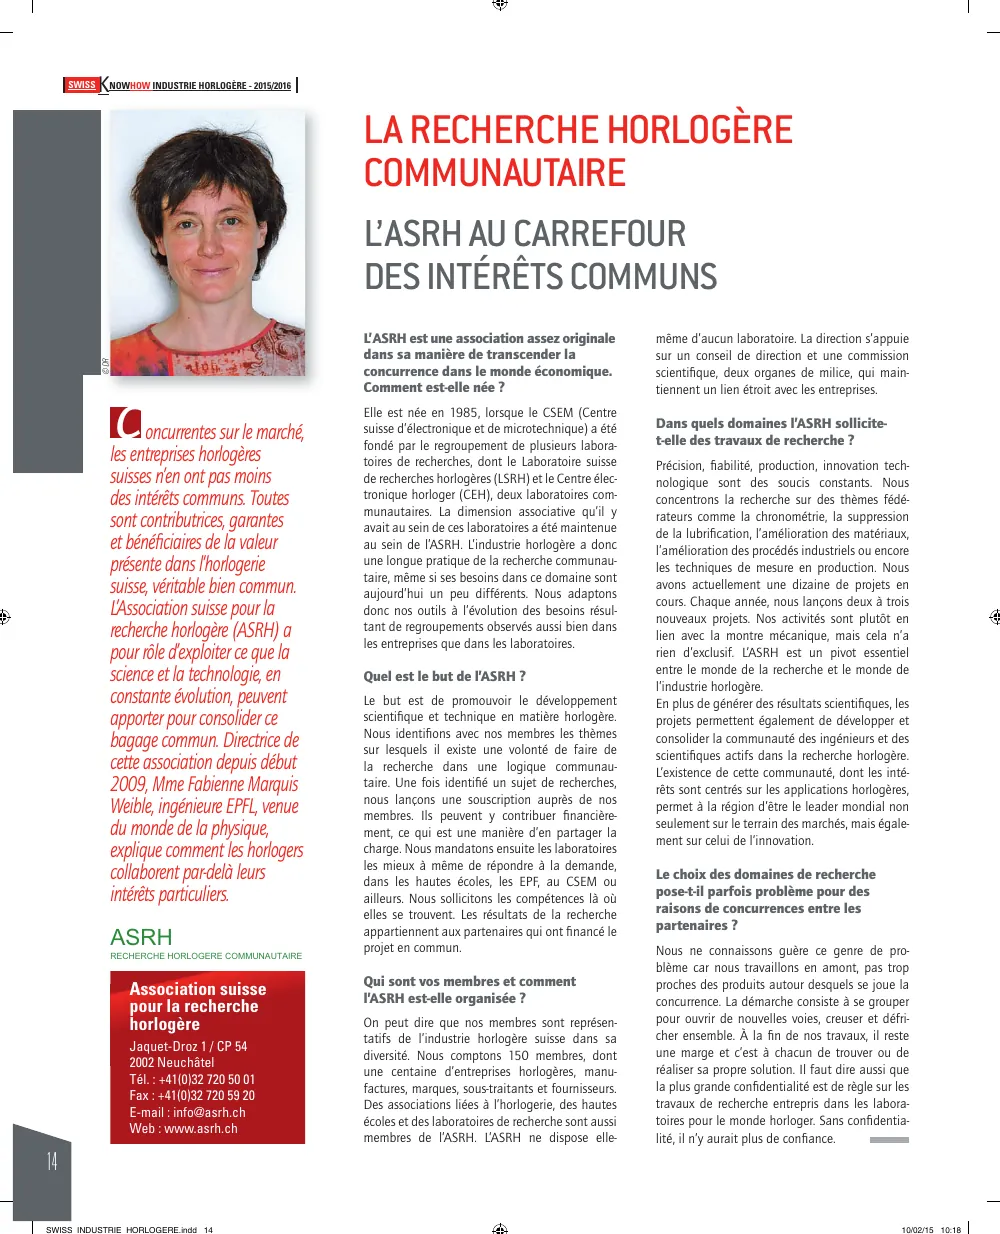 SWISS KNOWHOW INDUSTRIE HORLOGÈRE - 2015/2016
© DR
LA RECHERCHE HORLOGÈRE
COMMUNAUTAIRE
L’ASRH AU CARREFOUR
DES INTÉRÊTS COMMUNS
Concurrentes sur le marché,
les entreprises horlogères
suisses n’en ont pas moins
des intérêts communs. Toutes
sont contributrices, garantes
et bénéficiaires de la valeur
présente dans l’horlogerie
suisse, véritable bien commun.
L’Association suisse pour la
recherche horlogère (ASRH) a
pour rôle d’exploiter ce que la
science et la technologie, en
constante évolution, peuvent
apporter pour consolider ce
bagage commun. Directrice de
cette association depuis début
2009, Mme Fabienne Marquis
Weible, ingénieure EPFL, venue
du monde de la physique,
explique comment les horlogers
collaborent par-delà leurs
intérêts particuliers.
ASRH
RECHERCHE HORLOGERE COMMUNAUTAIRE
Association suisse
pour la recherche
horlogère
Jaquet-Droz 1 / CP 54
2002 Neuchâtel
Tél. : +41(0)32 720 50 01
Fax : +41(0)32 720 59 20
E-mail : info@asrh.ch
Web : www.asrh.ch
L’ASRH est une association assez originale
dans sa manière de transcender la
concurrence dans le monde économique.
Comment est-elle née ?
Elle est née en 1985, lorsque le CSEM (Centre
suisse d’électronique et de microtechnique) a été
fondé par le regroupement de plusieurs labora-
toires de recherches, dont le Laboratoire suisse
de recherches horlogères (LSRH) et le Centre élec-
tronique horloger (CEH), deux laboratoires com-
munautaires. La dimension associative qu’il y
avait au sein de ces laboratoires a été maintenue
au sein de l’ASRH. L’industrie horlogère a donc
une longue pratique de la recherche communau-
taire, même si ses besoins dans ce domaine sont
aujourd’hui un peu différents. Nous adaptons
donc nos outils à l’évolution des besoins résul-
tant de regroupements observés aussi bien dans
les entreprises que dans les laboratoires.
Quel est le but de l’ASRH ?
Le but est de promouvoir le développement
scientifique et technique en matière horlogère.
Nous identifions avec nos membres les thèmes
sur lesquels il existe une volonté de faire de
la recherche dans une logique communau-
taire. Une fois identifié un sujet de recherches,
nous lançons une souscription auprès de nos
membres. Ils peuvent y contribuer financière-
ment, ce qui est une manière d’en partager la
charge. Nous mandatons ensuite les laboratoires
les mieux à même de répondre à la demande,
dans les hautes écoles, les EPF, au CSEM ou
ailleurs. Nous sollicitons les compétences là où
elles se trouvent. Les résultats de la recherche
appartiennent aux partenaires qui ont financé le
projet en commun.
Qui sont vos membres et comment
l’ASRH est-elle organisée ?
On peut dire que nos membres sont représen-
tatifs de l’industrie horlogère suisse dans sa
diversité. Nous comptons 150 membres, dont
une centaine d’entreprises horlogères, manu-
factures, marques, sous-traitants et fournisseurs.
Des associations liées à l’horlogerie, des hautes
écoles et des laboratoires de recherche sont aussi
membres de l’ASRH. L’ASRH ne dispose elle-
même d’aucun laboratoire. La direction s’appuie
sur un conseil de direction et une commission
scientifique, deux organes de milice, qui main-
tiennent un lien étroit avec les entreprises.
Dans quels domaines l’ASRH sollicite-
t-elle des travaux de recherche ?
Précision, fiabilité, production, innovation tech-
nologique sont des soucis constants. Nous
concentrons la recherche sur des thèmes fédé-
rateurs comme la chronométrie, la suppression
de la lubrification, l’amélioration des matériaux,
l’amélioration des procédés industriels ou encore
les techniques de mesure en production. Nous
avons actuellement une dizaine de projets en
cours. Chaque année, nous lançons deux à trois
nouveaux projets. Nos activités sont plutôt en
lien avec la montre mécanique, mais cela n’a
rien d’exclusif. L’ASRH est un pivot essentiel
entre le monde de la recherche et le monde de
l’industrie horlogère.
En plus de générer des résultats scientifiques, les
projets permettent également de développer et
consolider la communauté des ingénieurs et des
scientifiques actifs dans la recherche horlogère.
L’existence de cette communauté, dont les inté-
rêts sont centrés sur les applications horlogères,
permet à la région d’être le leader mondial non
seulement sur le terrain des marchés, mais égale-
ment sur celui de l’innovation.
Le choix des domaines de recherche
pose-t-il parfois problème pour des
raisons de concurrences entre les
partenaires ?
Nous ne connaissons guère ce genre de pro-
blème car nous travaillons en amont, pas trop
proches des produits autour desquels se joue la
concurrence. La démarche consiste à se grouper
pour ouvrir de nouvelles voies, creuser et défri-
cher ensemble. À la fin de nos travaux, il reste
une marge et c’est à chacun de trouver ou de
réaliser sa propre solution. Il faut dire aussi que
la plus grande confidentialité est de règle sur les
travaux de recherche entrepris dans les labora-
toires pour le monde horloger. Sans confidentia-
lité, il n’y aurait plus de confiance.
14
SWISS_INDUSTRIE_HORLOGERE.indd 14
10/02/15 10:18